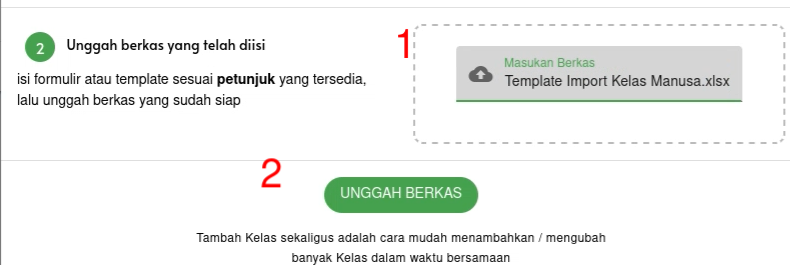 2 Unggah berkas yang telah diisi
isi formulir atau template sesuai petunjuk yang tersedia,
lalu unggah berkas yang sudah siap
1
Masukan Berkas
Template Import Kelas Manusa.xlsx
2
UNGGAH BERKAS
Tambah Kelas sekaligus adalah cara mudah menambahkan / mengubah
banyak Kelas dalam waktu bersamaan